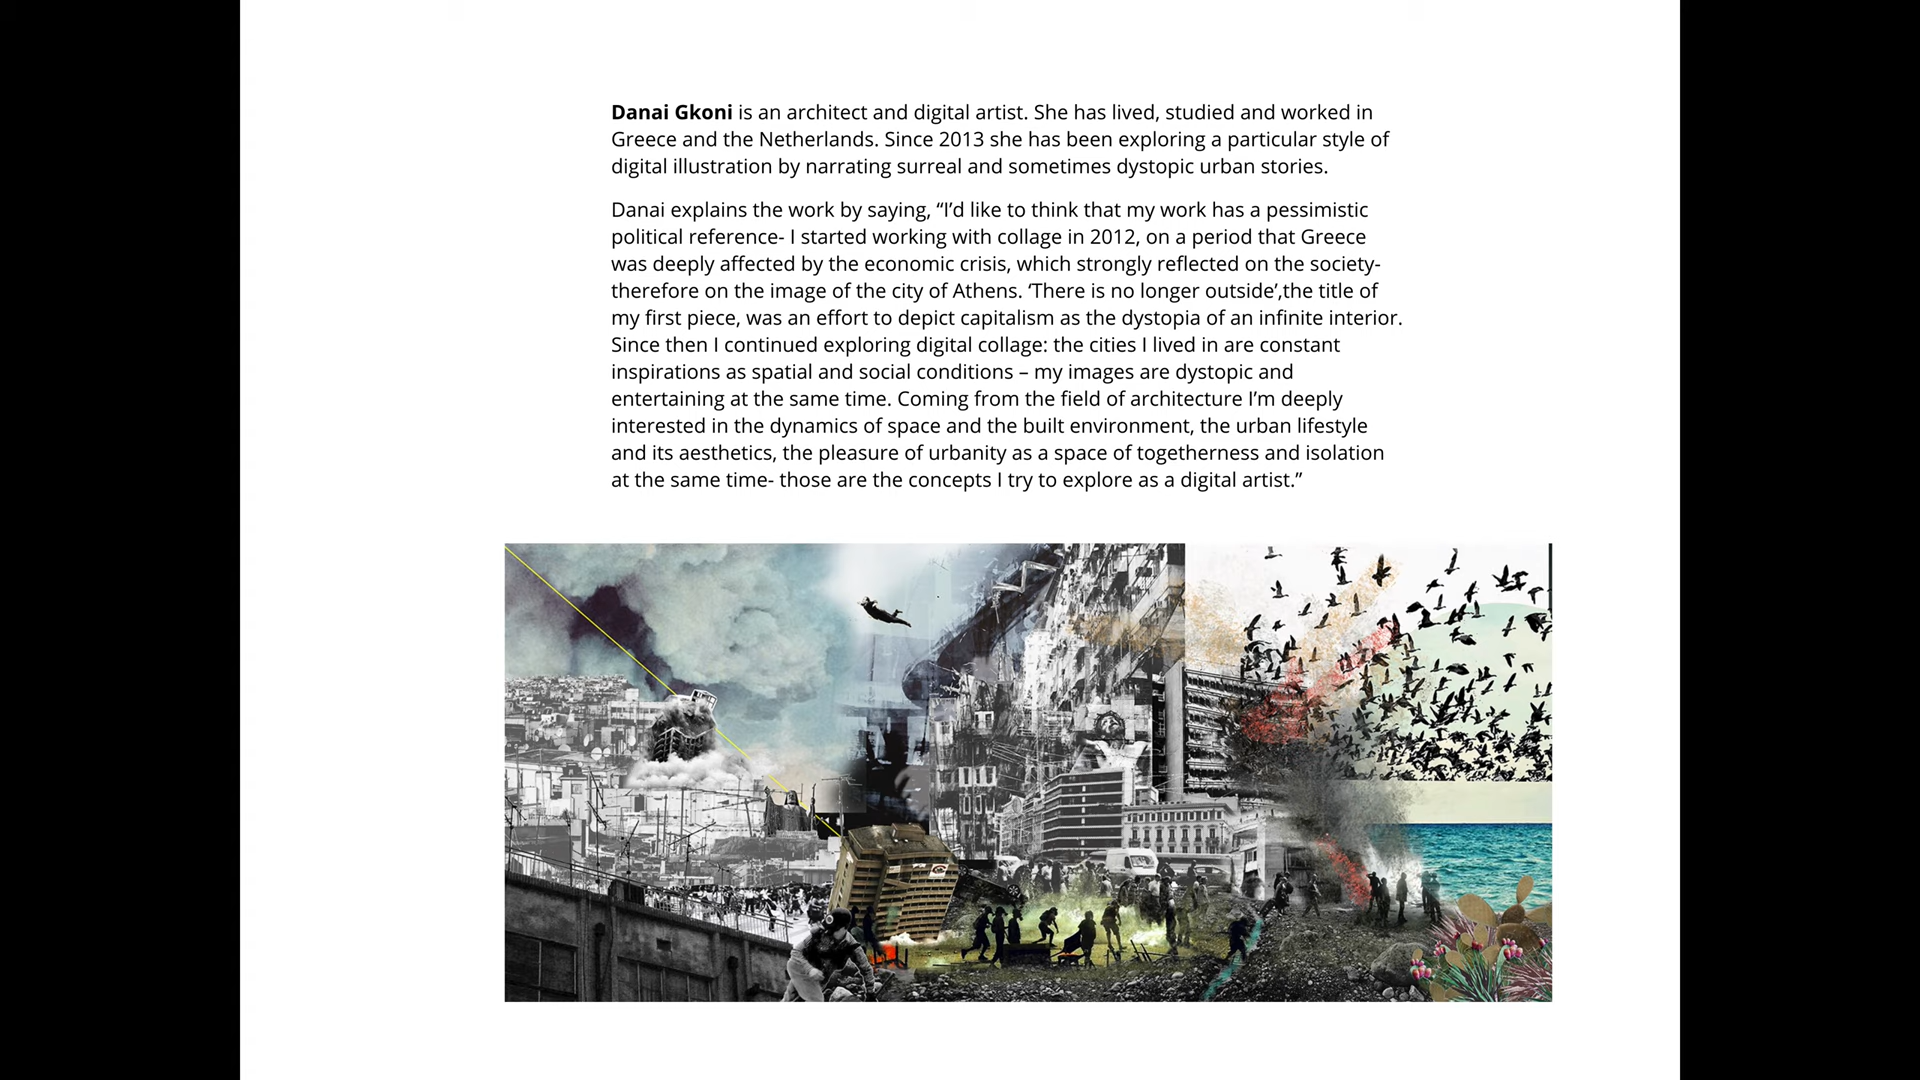 Danai Gkoni is an architect and digital artist. She has lived, studied and worked in
Greece and the Netherlands. Since 2013 she has been exploring a particular style of
digital illustration by narrating surreal and sometimes dystopic urban stories.
Danai explains the work by saying, “I’d like to think that my work has a pessimistic
political reference- I started working with collage in 2012, on a period that Greece
was deeply affected by the economic crisis, which strongly reflected on the society-
therefore on the image of the city of Athens. ‘There is no longer outside’,the title of
my first piece, was an effort to depict capitalism as the dystopia of an infinite interior.
Since then I continued exploring digital collage: the cities I lived in are constant
inspirations as spatial and social conditions – my images are dystopic and
entertaining at the same time. Coming from the field of architecture I’m deeply
interested in the dynamics of space and the built environment, the urban lifestyle
and its aesthetics, the pleasure of urbanity as a space of togetherness and isolation
at the same time- those are the concepts I try to explore as a digital artist.”